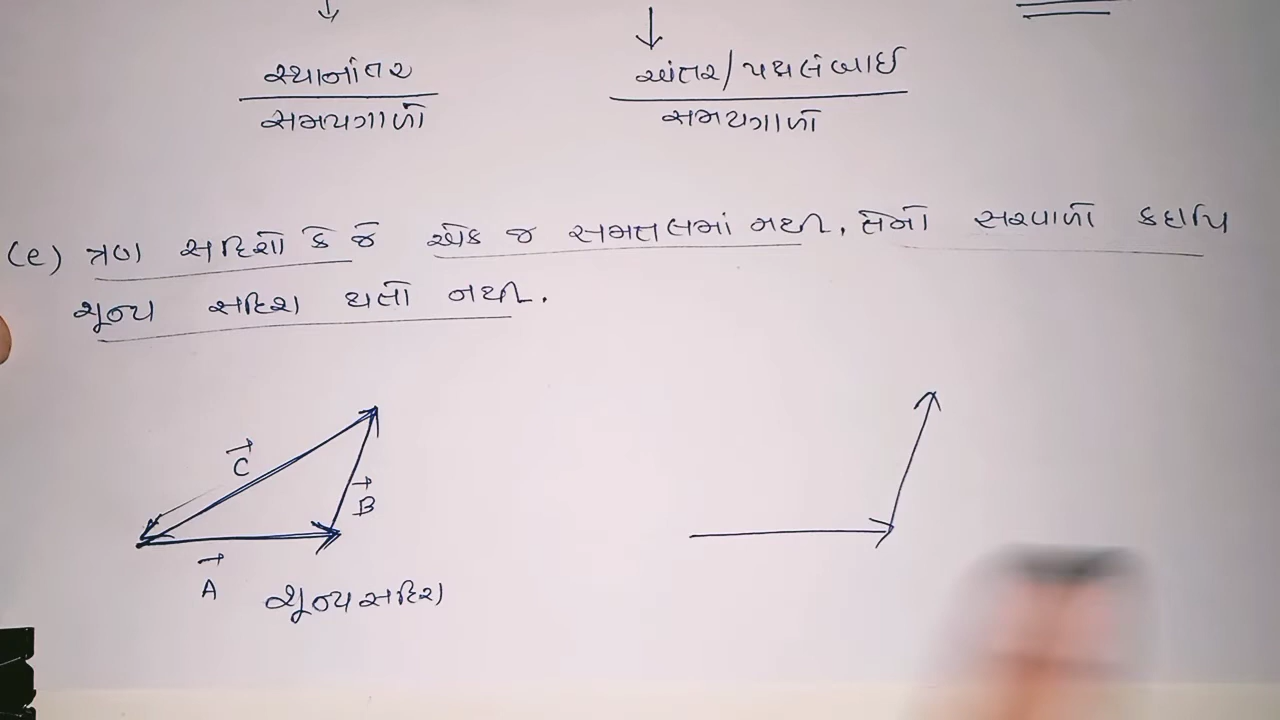 સ્થાનાંતર
સમયગાળો
અંતર/પથલંબાઈ
સમયગાળો
(e) ત્રણ સદિશો કે જે એક જ સમતલમાં નથી, તેનો સરવાળો કદાપિ
શૂન્ય સદિશ થતો નથી.
C
B
A
શૂન્ય સદિશ